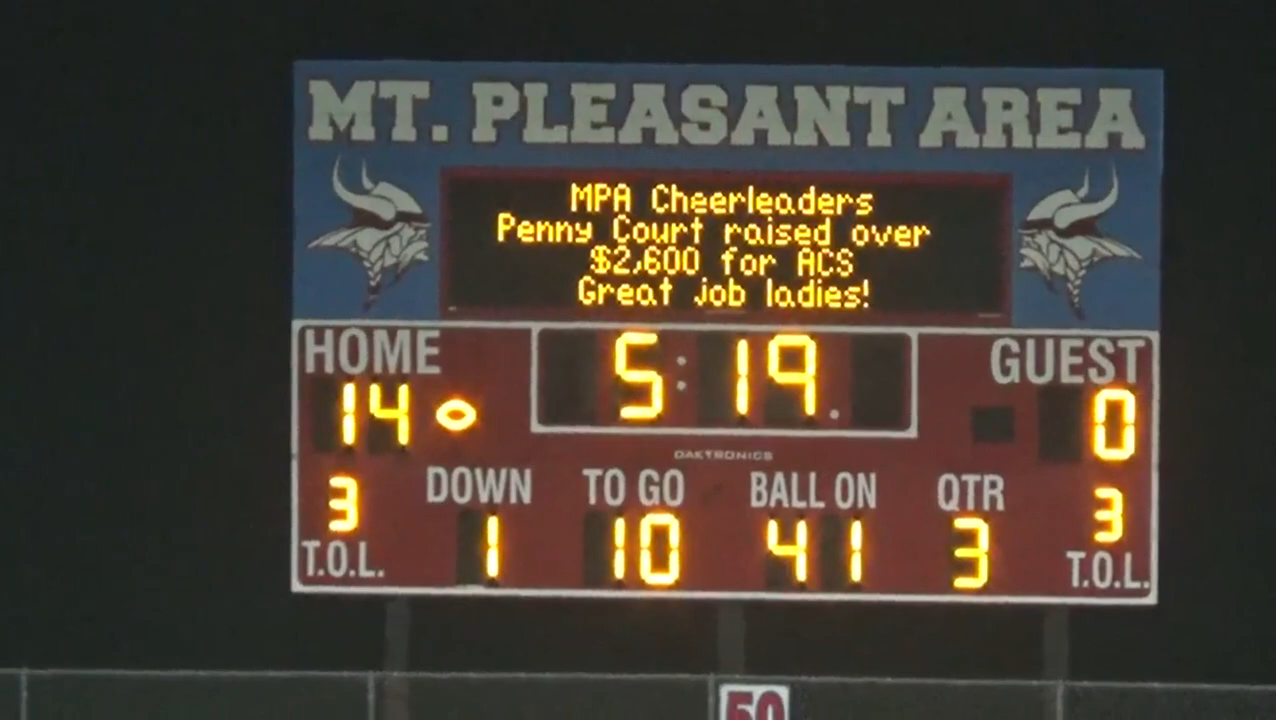 MT. PLEASANT AREA
MPA Cheerleaders
Penny Court raised over
$2,600 for ACS
Great job ladies!
HOME 5:19 GUEST
14 0
DAKTRONICS
DOWN TO GO BALL ON QTR
3 1 10 41 3 3
T.O.L. T.O.L.
50